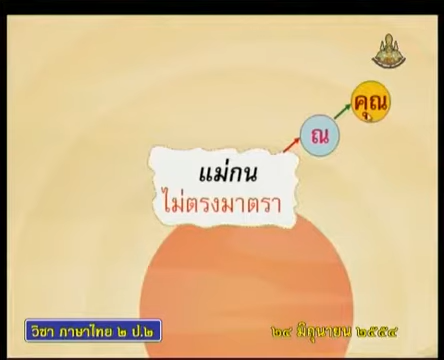 คุณ
ณ
แม่กน
ไม่ตรงมาตรา
วิชา ภาษาไทย ๒ ป.๒
๒๔ มิถุนายน ๒๕๕๔